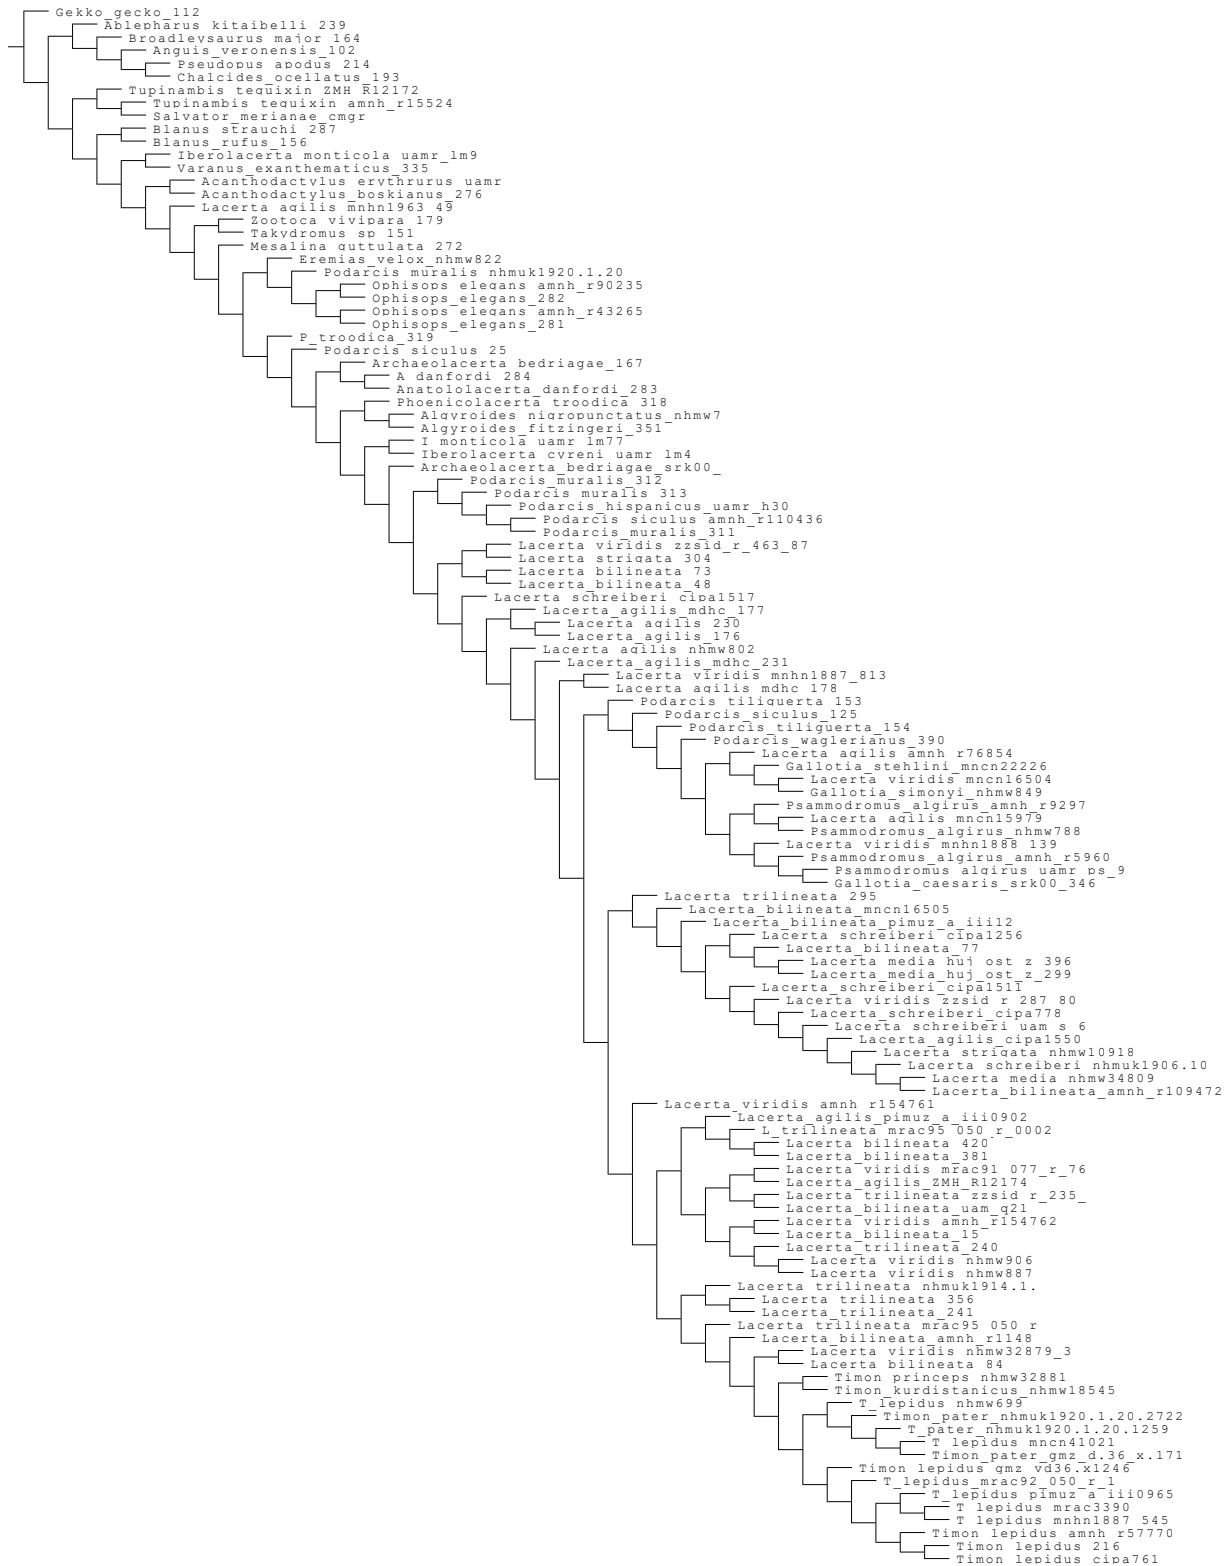 Gekko_gecko_112
Ablepharus_kitaibelli_239
Broadleysaurus_major_164
Anguis_veronensis_102
Pseudopus_apodus_214
Chalcides_ocellatus_193
Tupinambis_teguixin_ZMH_R12172
Tupinambis_teguixin_amnh_r15524
Salvator_merianae_cmgr
Blanus_strauchi_287
Blanus_rufus_156
Iberolacerta_monticola_uamr_lm9
Varanus_exanthematicus_335
Acanthodactylus_erythrurus_uamr
Acanthodactylus_boskianus_276
Lacerta_agilis_mnhn1963_49
Zootoca_vivipara_179
Takydromus_sp_151
Mesalina_guttulata_272
Eremias_velox_nhmw822
Podarcis_muralis_nhmuk1920.1.20
Ophisops_elegans_amnh_r90235
Ophisops_elegans_282
Ophisops_elegans_amnh_r43265
Ophisops_elegans_281
P_troodica_319
Podarcis_siculus_25
Archaeolacerta_bedriagae_167
A_danfordi_284
Anatololacerta_danfordi_283
Phoenicolacerta_troodica_318
Algyroides_nigropunctatus_nhmw7
Algyroides_fitzingeri_351
I_monticola_uamr_lm77
Iberolacerta_cyreni_uamr_lm4
Archaeolacerta_bedriagae_srk00_
Podarcis_muralis_312
Podarcis_muralis_313
Podarcis_hispanicus_uamr_h30
Podarcis_siculus_amnh_r110436
Podarcis_muralis_311
Lacerta_viridis_zzsid_r_463_87
Lacerta_strigata_304
Lacerta_bilineata_73
Lacerta_bilineata_48
Lacerta_schreiberi_cipa1517
Lacerta_agilis_mdhc_177
Lacerta_agilis_230
Lacerta_agilis_176
Lacerta_agilis_nhmw802
Lacerta_agilis_mdhc_231
Lacerta_viridis_mnhn1887_813
Lacerta_agilis_mdhc_178
Podarcis_tiliguerta_153
Podarcis_siculus_125
Podarcis_tiliguerta_154
Podarcis_waglerianus_390
Lacerta_agilis_amnh_r76854
Gallotia_stehlini_mncn22226
Lacerta_viridis_mncn16504
Gallotia_simonyi_nhmw849
Psammodromus_algirus_amnh_r9297
Lacerta_agilis_mncn15979
Psammodromus_algirus_nhmw788
Lacerta_viridis_mnhn1888_139
Psammodromus_algirus_amnh_r5960
Psammodromus_algirus_uamr_ps_9
Gallotia_caesaris_srk00_346
Lacerta_trilineata_295
Lacerta_bilineata_mncn16505
Lacerta_bilineata_pimuz_a_iii12
Lacerta_schreiberi_cipa1256
Lacerta_bilineata_77
Lacerta_media_huj_ost_z_396
Lacerta_media_huj_ost_z_299
Lacerta_schreiberi_cipa1511
Lacerta_viridis_zzsid_r_287_80
Lacerta_schreiberi_cipa778
Lacerta_schreiberi_uam_s_6
Lacerta_agilis_cipa1550
Lacerta_strigata_nhmw10918
Lacerta_schreiberi_nhmuk1906.10
Lacerta_media_nhmw34809
Lacerta_bilineata_amnh_r109472
Lacerta_viridis_amnh_r154761
Lacerta_agilis_pimuz_a_iii0902
L_trilineata_mrac95_050_r_0002
Lacerta_bilineata_420
Lacerta_bilineata_381
Lacerta_viridis_mrac91_077_r_76
Lacerta_agilis_ZMH_R12174
Lacerta_trilineata_zzsid_r_235_
Lacerta_bilineata_uam_q21
Lacerta_viridis_amnh_r154762
Lacerta_bilineata_15
Lacerta_trilineata_240
Lacerta_viridis_nhmw906
Lacerta_viridis_nhmw887
Lacerta_trilineata_nhmuk1914.1.
Lacerta_trilineata_356
Lacerta_trilineata_241
Lacerta_trilineata_mrac95_050_r
Lacerta_bilineata_amnh_r1148
Lacerta_viridis_nhmw32879_3
Lacerta_bilineata_84
Timon_princeps_nhmw32881
Timon_kurdistanicus_nhmw18545
T_lepidus_nhmw699
Timon_pater_nhmuk1920.1.20.2722
T_pater_nhmuk1920.1.20.1259
T_lepidus_mncn41021
Timon_pater_gmz_d.36_x.171
Timon_lepidus_gmz_vd36.x1246
T_lepidus_mrac92_050_r_1
T_lepidus_pimuz_a_iii0965
T_lepidus_mrac3390
T_lepidus_mnhn1887_545
Timon_lepidus_amnh_r57770
Timon_lepidus_216
Timon_lepidus_cipa761